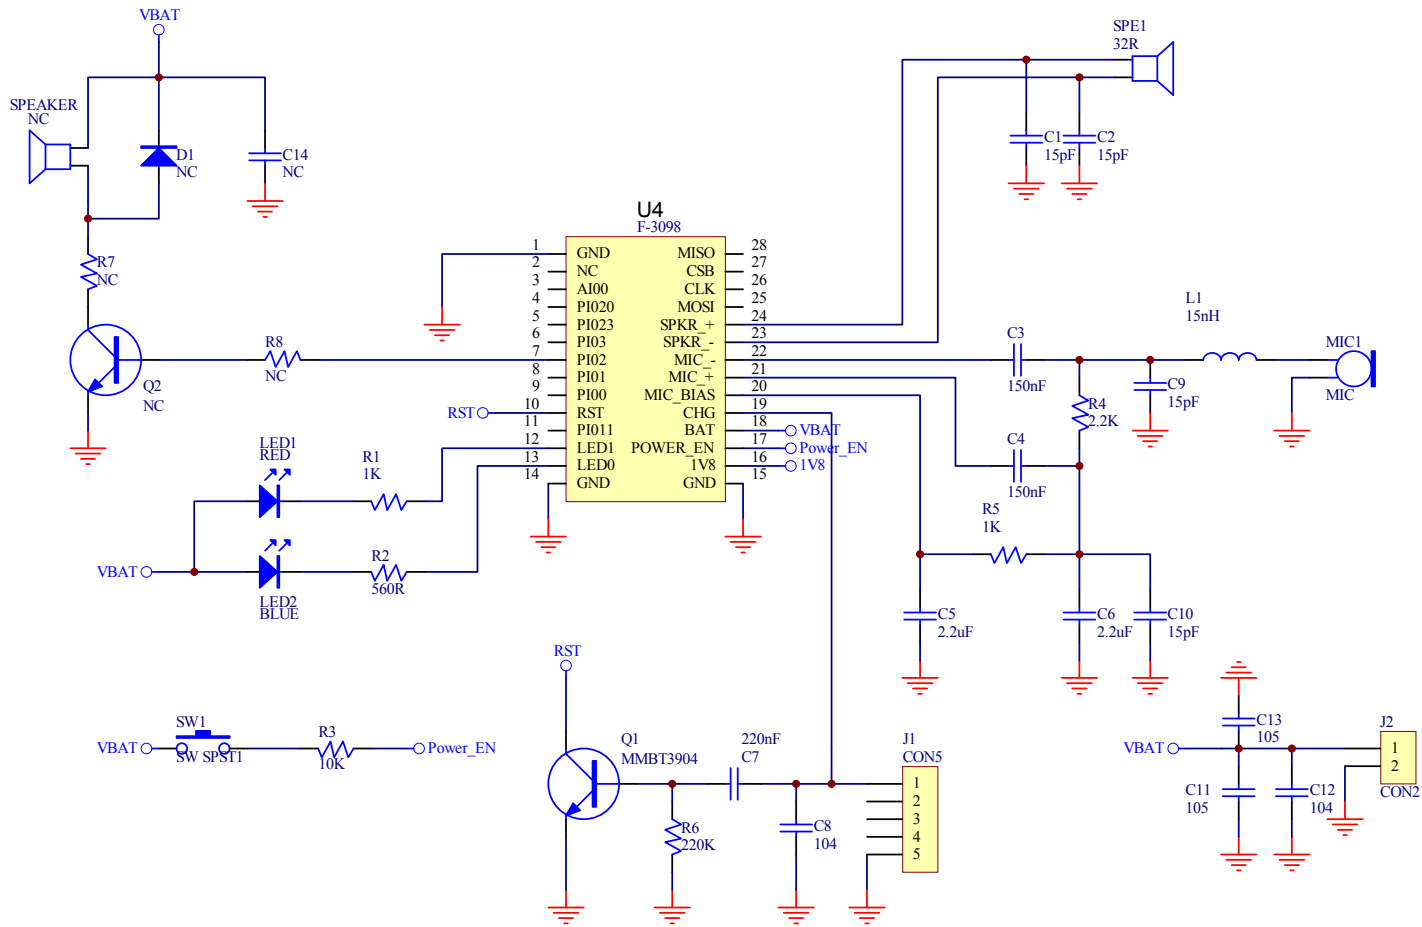 VBAT
SPEAKER
NC
D1
NC
C14
NC
R7
NC
Q2
NC
R8
NC
RST
LED1
RED
R1
1K
VBAT
R2
560R
LED2
BLUE
U4
F-3098
1 GND
2 NC
3 AI00
4 PI020
5 PI023
6 PI03
7 PI02
8 PI01
9 PI00
10 RST
11 PI011
12 LED1
13 LED0
14 GND
MISO 28
CSB 27
CLK 26
MOSI 25
SPKR_+ 24
SPKR_- 23
MIC_- 22
MIC_+ 21
MIC_BIAS 20
CHG 19
BAT 18 VBAT
POWER_EN 17 Power_EN
1V8 16 1V8
GND 15
SPE1
32R
C1
15pF
C2
15pF
C3
150nF
L1
15nH
MIC1
MIC
C9
15pF
R4
2.2K
C4
150nF
R5
1K
C5
2.2uF
C6
2.2uF
C10
15pF
VBAT
SW1
SW SPST1
R3
10K
Power_EN
RST
Q1
MMBT3904
220nF
C7
R6
220K
C8
104
J1
CON5
1
2
3
4
5
VBAT
C13
105
C11
105
C12
104
J2
1
2
CON2